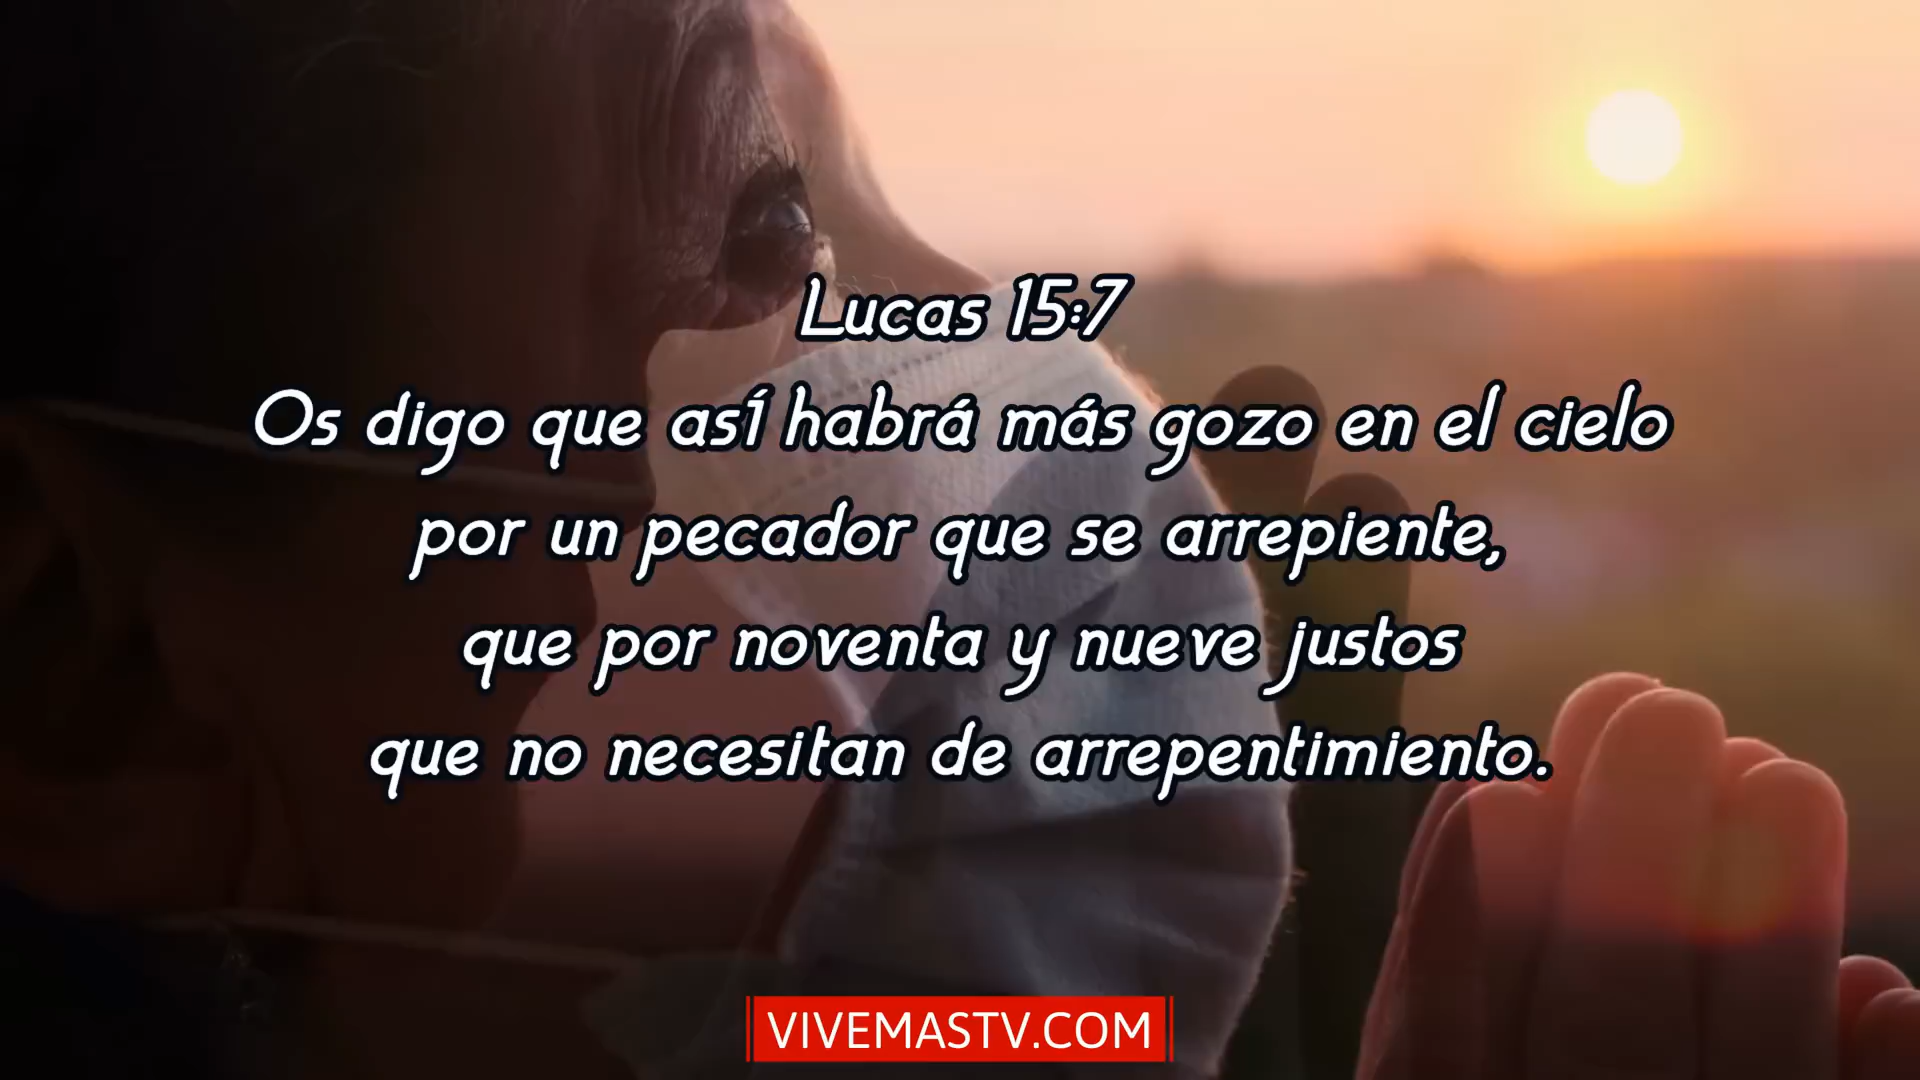 Lucas 15:7
Os digo que así habrá más gozo en el cielo
por un pecador que se arrepiente,
que por noventa y nueve justos
que no necesitan de arrepentimiento.
VIVEMASTV.COM